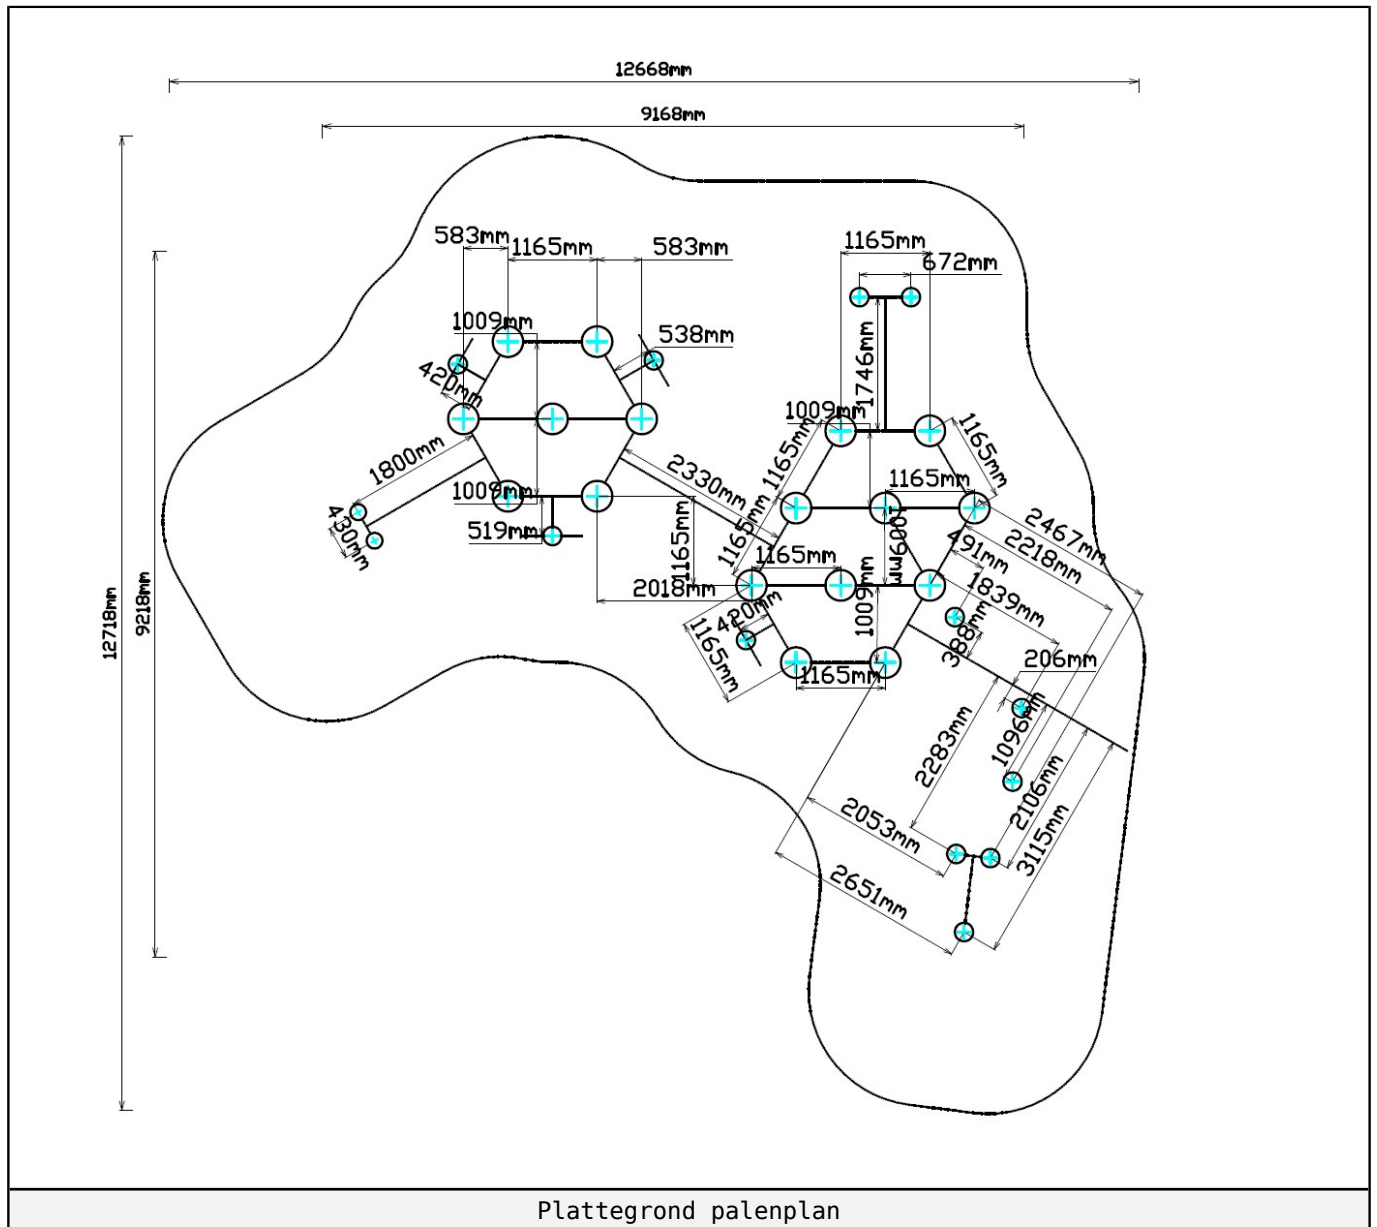 12668mm
9168mm
583mm
1165mm
583mm
1165mm
672mm
1009mm
538mm
1746mm
420mm
1009mm
1165mm
1165mm
1800mm
2330mm
1165mm
1009mm
430mm
519mm
1165mm
1165mm
1009mm
2467mm
2218mm
491mm
1165mm
12718mm
9218mm
2018mm
1009mm
1839mm
420mm
388mm
1165mm
206mm
1165mm
1096mm
2283mm
2106mm
2053mm
3115mm
2651mm
Plattegrond palenplan